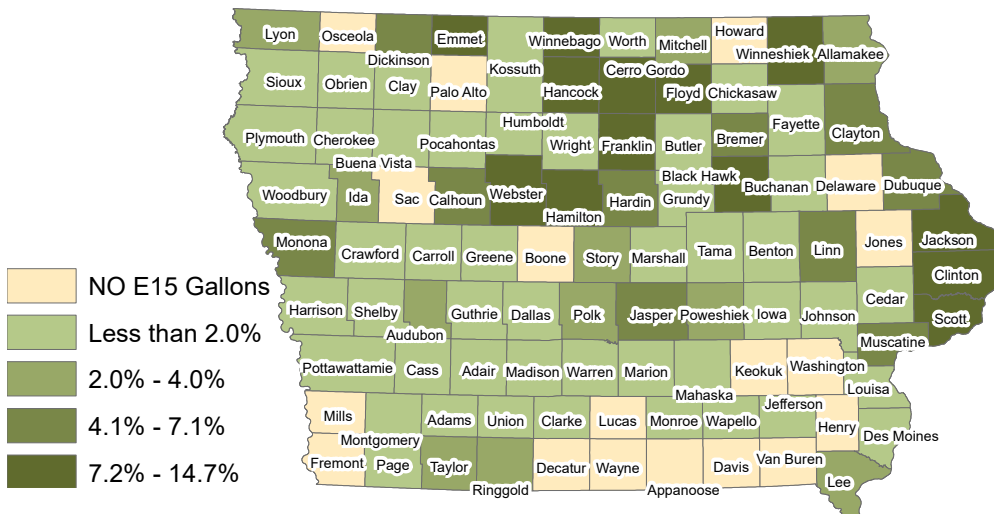 Lyon
Osceola
Dickinson
Emmet
Kossuth
Winnebago
Worth
Mitchell
Howard
Winneshiek
Allamakee
Sioux
Obrien
Clay
Palo Alto
Hancock
Cerro Gordo
Floyd
Chickasaw
Fayette
Clayton
Plymouth
Cherokee
Buena Vista
Pocahontas
Humboldt
Wright
Franklin
Butler
Bremer
Woodbury
Ida
Sac
Calhoun
Webster
Hamilton
Hardin
Grundy
Black Hawk
Buchanan
Delaware
Dubuque
Monona
Crawford
Carroll
Greene
Boone
Story
Marshall
Tama
Benton
Linn
Jones
Jackson
Clinton
Harrison
Shelby
Audubon
Guthrie
Dallas
Polk
Jasper
Poweshiek
Iowa
Johnson
Cedar
Scott
Muscatine
Pottawattamie
Cass
Adair
Madison
Warren
Marion
Mahaska
Keokuk
Washington
Louisa
Mills
Montgomery
Adams
Union
Clarke
Lucas
Monroe
Wapello
Jefferson
Henry
Des Moines
Fremont
Page
Taylor
Ringgold
Decatur
Wayne
Appanoose
Davis
Van Buren
Lee
NO E15 Gallons
Less than 2.0%
2.0% - 4.0%
4.1% - 7.1%
7.2% - 14.7%